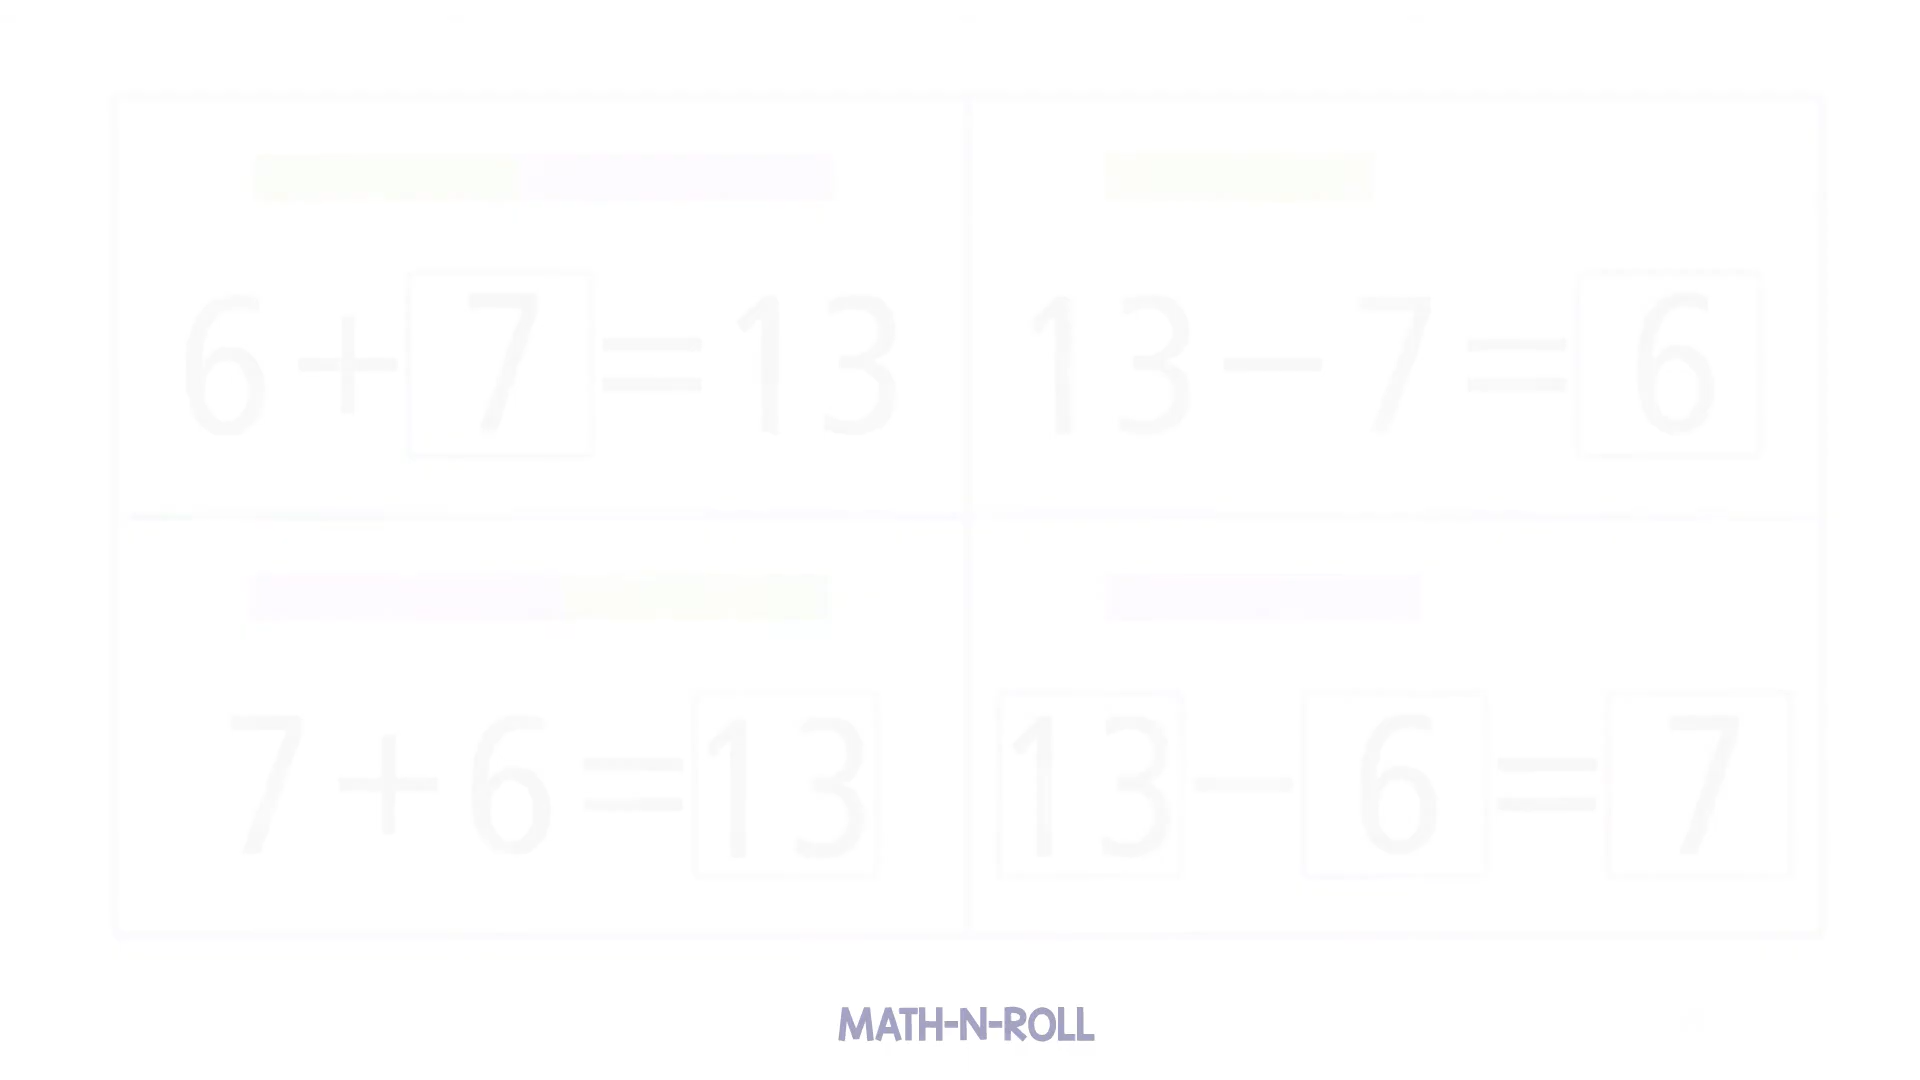 6 + 7 = 13
13 − 7 = 6
7 + 6 = 13
13 − 6 = 7
MATH-N-ROLL